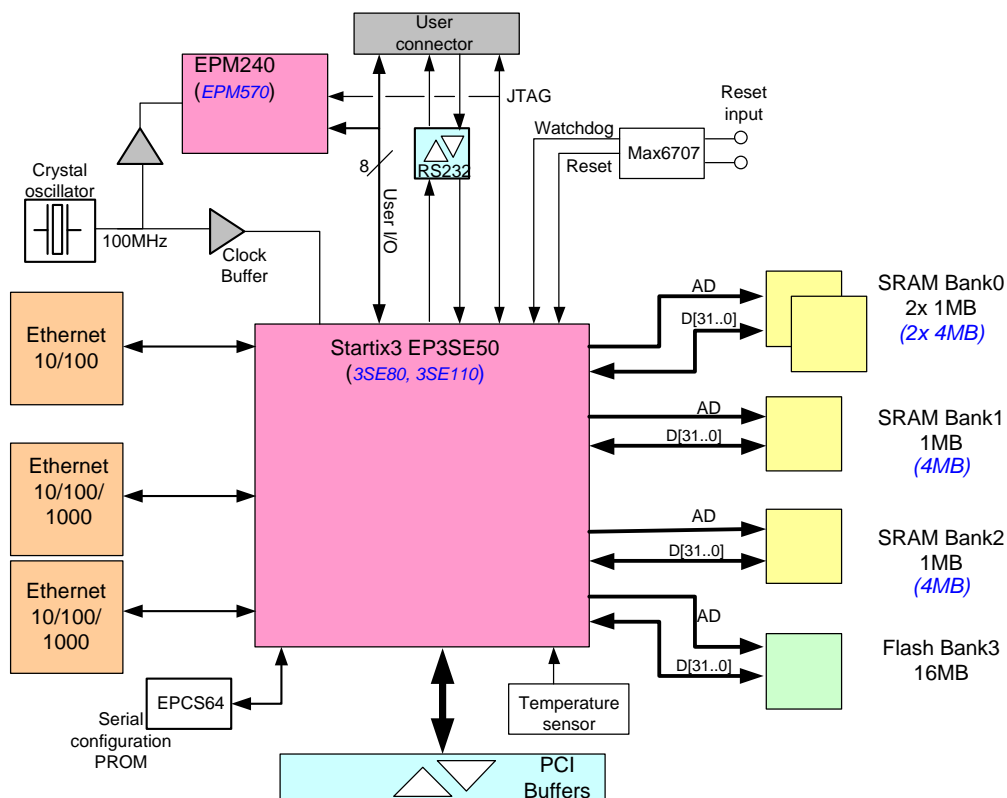 User
connector
EPM240
(EPM570)
JTAG
Reset
input
Watchdog
Max6707
Reset
RS232
8
User I/O
Crystal
oscillator
100MHz
Clock
Buffer
Ethernet
10/100
Startix3 EP3SE50
(3SE80, 3SE110)
AD
D[31..0]
SRAM Bank0
2x 1MB
(2x 4MB)
AD
D[31..0]
SRAM Bank1
1MB
(4MB)
Ethernet
10/100/
1000
AD
D[31..0]
SRAM Bank2
1MB
(4MB)
Ethernet
10/100/
1000
AD
D[31..0]
Flash Bank3
16MB
EPCS64
Serial
configuration
PROM
Temperature
sensor
PCI
Buffers